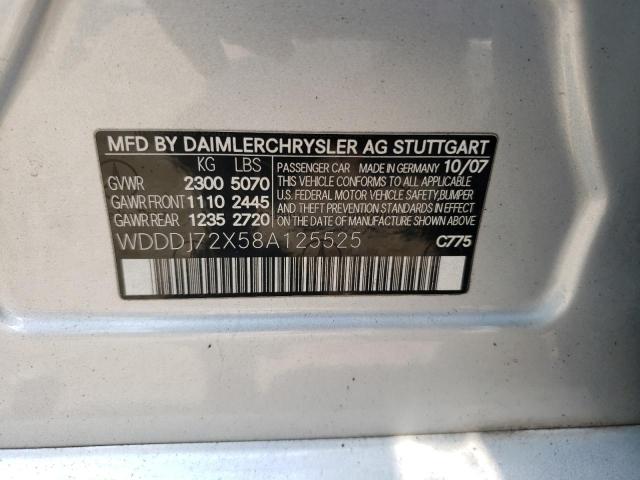 MFD BY DAIMLERCHRYSLER AG STUTTGART
KG LBS
GVWR 2300 5070
GAWR.FRONT 1110 2445
GAWR.REAR 1235 2720
PASSENGER CAR MADE IN GERMANY 10/07
THIS VEHICLE CONFORMS TO ALL APPLICABLE
U.S. FEDERAL MOTOR VEHICLE SAFETY,BUMPER
AND THEFT PREVENTION STANDARDS IN
EFFECT ON THE DATE OF MANUFACTURE
SHOWN ABOVE.
WDDDJ72X58A125525
C775